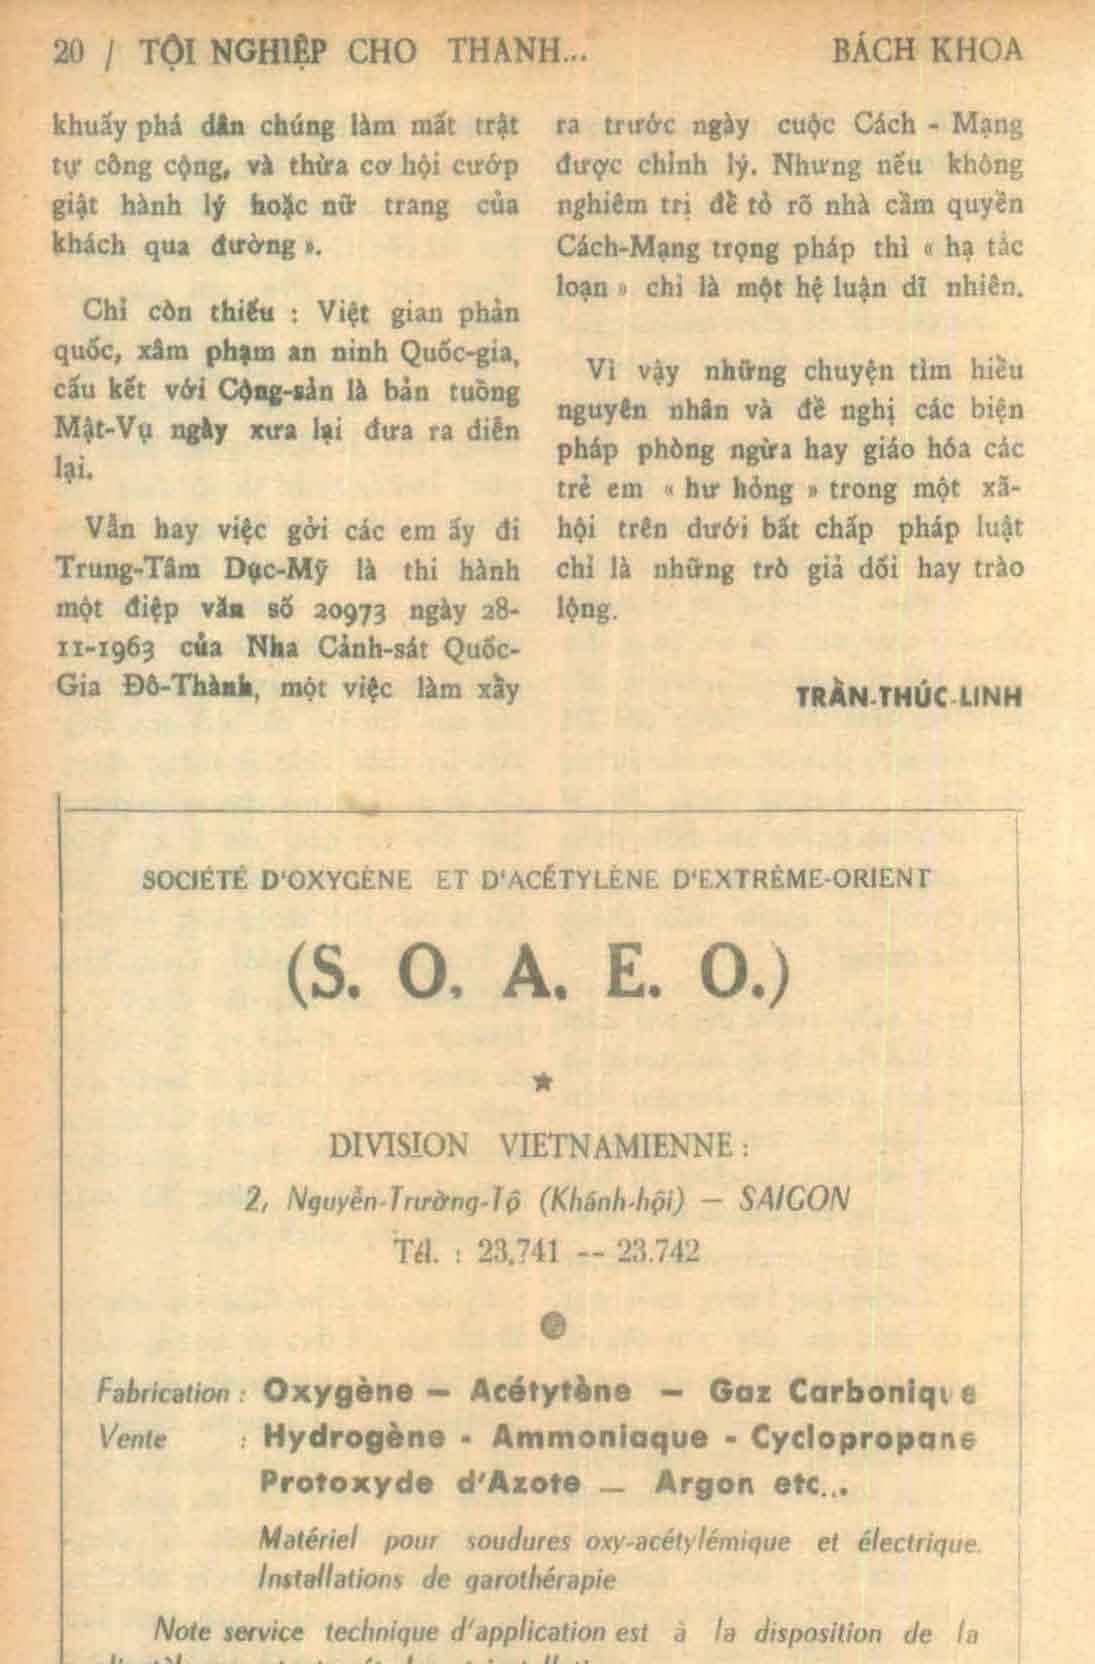 20 / TỘI NGHIỆP CHO THANH... BÁCH KHOA
khuấy phá dân chúng làm mất trật
tự công cộng, và thừa cơ hội cướp
giật hành lý hoặc nữ trang của
khách qua đường ».
Chỉ còn thiếu : Việt gian phản
quốc, xâm phạm an ninh Quốc-gia,
cấu kết với Cộng-sản là bản tuồng
Mật-Vụ ngày xưa lại đưa ra diễn
lại.
Vẫn hay việc gởi các em ấy đi
Trung-Tâm Dục-Mỹ là thi hành
một điệp văn số 20973 ngày 28-
11-1963 của Nha Cảnh-sát Quốc-
Gia Đô-Thành, một việc làm xẩy
ra trước ngày cuộc Cách - Mạng
được chỉnh lý. Nhưng nếu không
nghiêm trị để tỏ rõ nhà cầm quyền
Cách-Mạng trọng pháp thì « hạ tắc
loạn » chỉ là một hệ luận dĩ nhiên.
Vì vậy những chuyện tìm hiểu
nguyên nhân và đề nghị các biện
pháp phòng ngừa hay giáo hóa các
trẻ em « hư hỏng » trong một xã-
hội trên dưới bất chấp pháp luật
chỉ là những trò giả dối hay trào
lộng.
TRẦN-THÚC-LINH
SOCIÉTÉ D'OXYGÈNE ET D'ACÉTYLÈNE D'EXTRÈME-ORIENT
(S. O. A. E. O.)
DIVISION VIETNAMIENNE :
2, Nguyễn-Trường-Tộ (Khánh-hội) — SAIGON
Tél. : 23,741 -- 23.742
Fabrication : Oxygène — Acétytène — Gaz Carbonique
Vente : Hydrogène - Ammoniaque - Cyclopropane
Protoxyde d'Azote — Argon etc...
Matériel pour soudures oxy-acétylémique et électrique.
Installations de garothérapie
Note service technique d'application est à la disposition de la